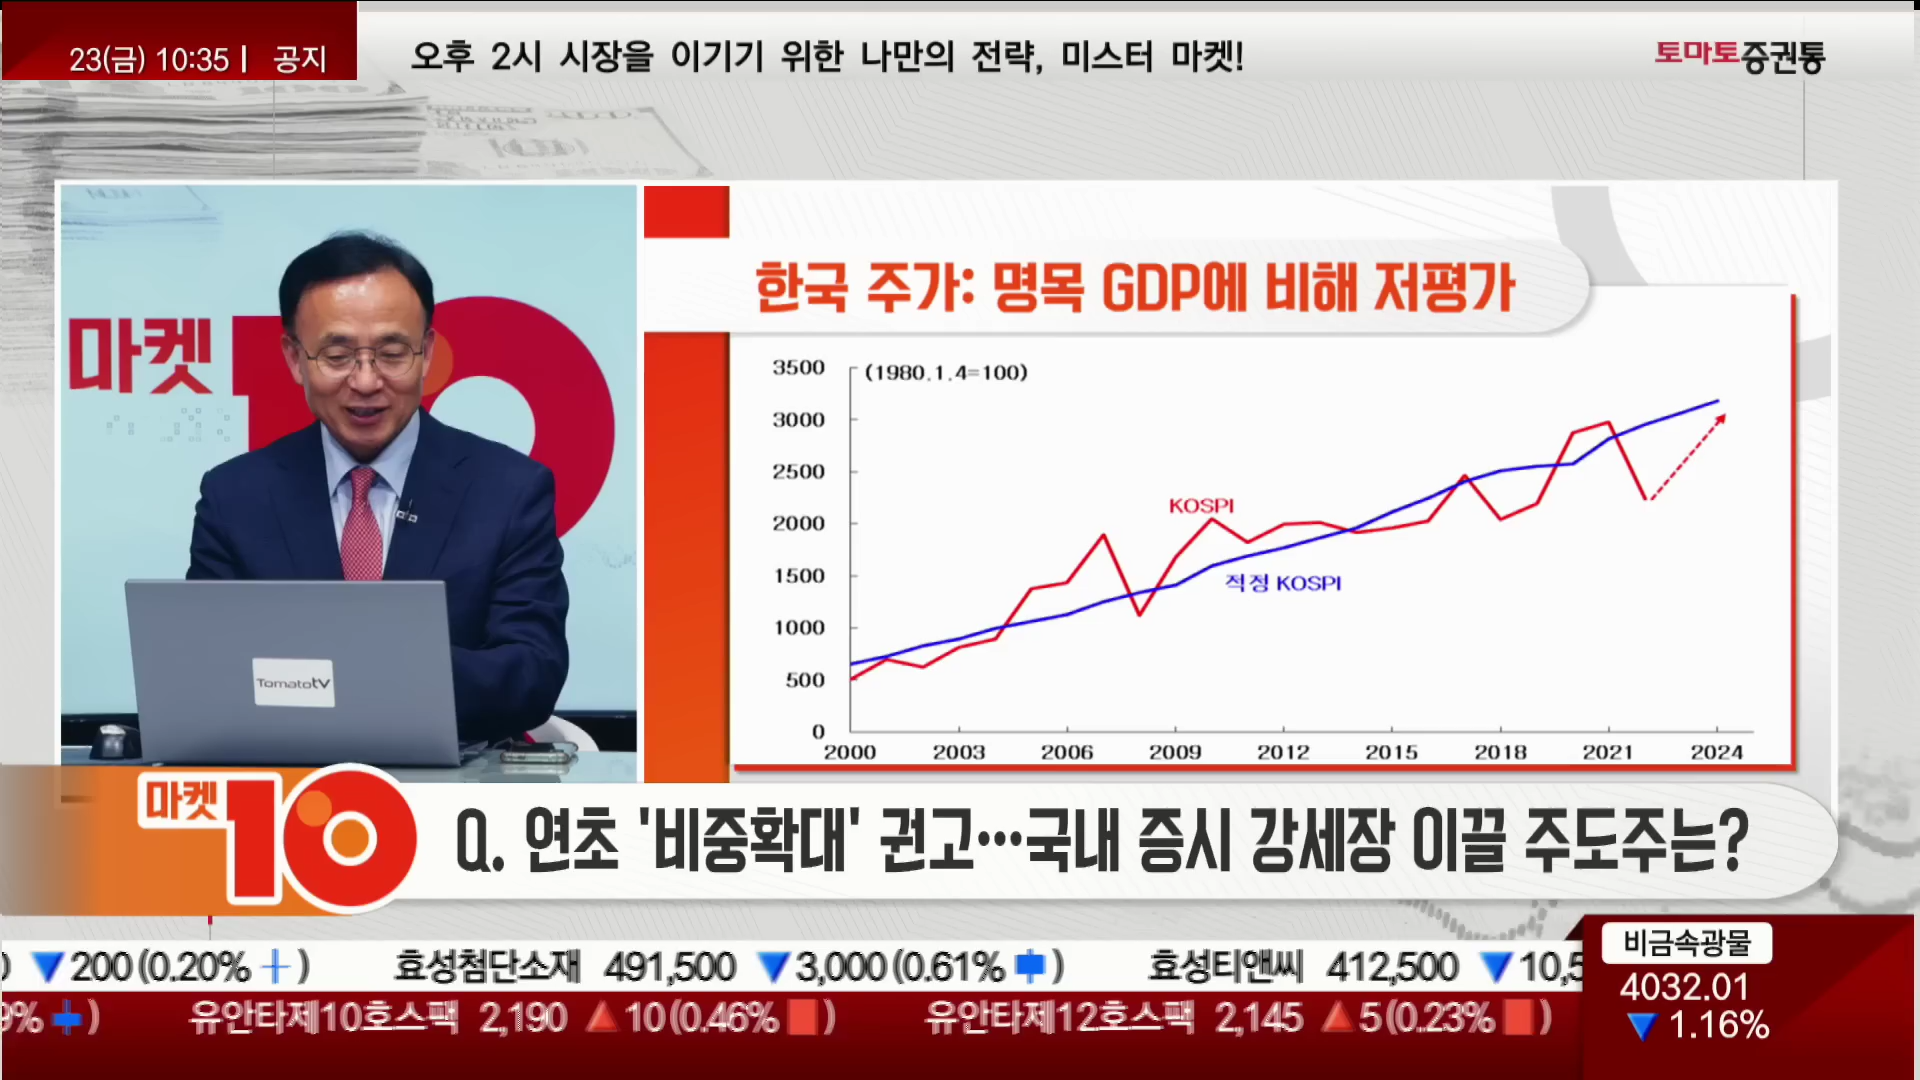 23(금) 10:35 | 공지
오후 2시 시장을 이기기 위한 나만의 전략, 미스터 마켓!
토마토증권통
마켓
10
TomatoTV
한국 주가: 명목 GDP에 비해 저평가
(1980.1.4=100)
3500
3000
2500
2000
1500
1000
500
0
KOSPI
적정 KOSPI
2000 2003 2006 2009 2012 2015 2018 2021 2024
마켓
10
Q. 연초 '비중확대' 권고…국내 증시 강세장 이끌 주도주는?
▼200(0.20% ) 효성첨단소재 491,500 ▼3,000(0.61% ) 효성티앤씨 412,500 ▼10,5
9% ) 유안타제10호스팩 2,190 ▲10(0.46% ) 유안타제12호스팩 2,145 ▲5(0.23% )
비금속광물
4032.01
▼1.16%